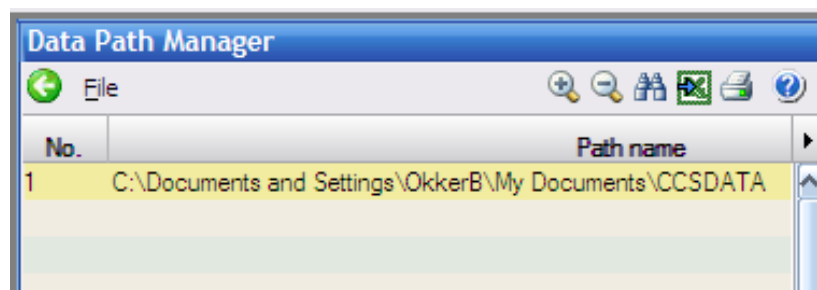 Data Path Manager
File
No. Path name
1 C:\Documents and Settings\OkkerB\My Documents\CCSDATA